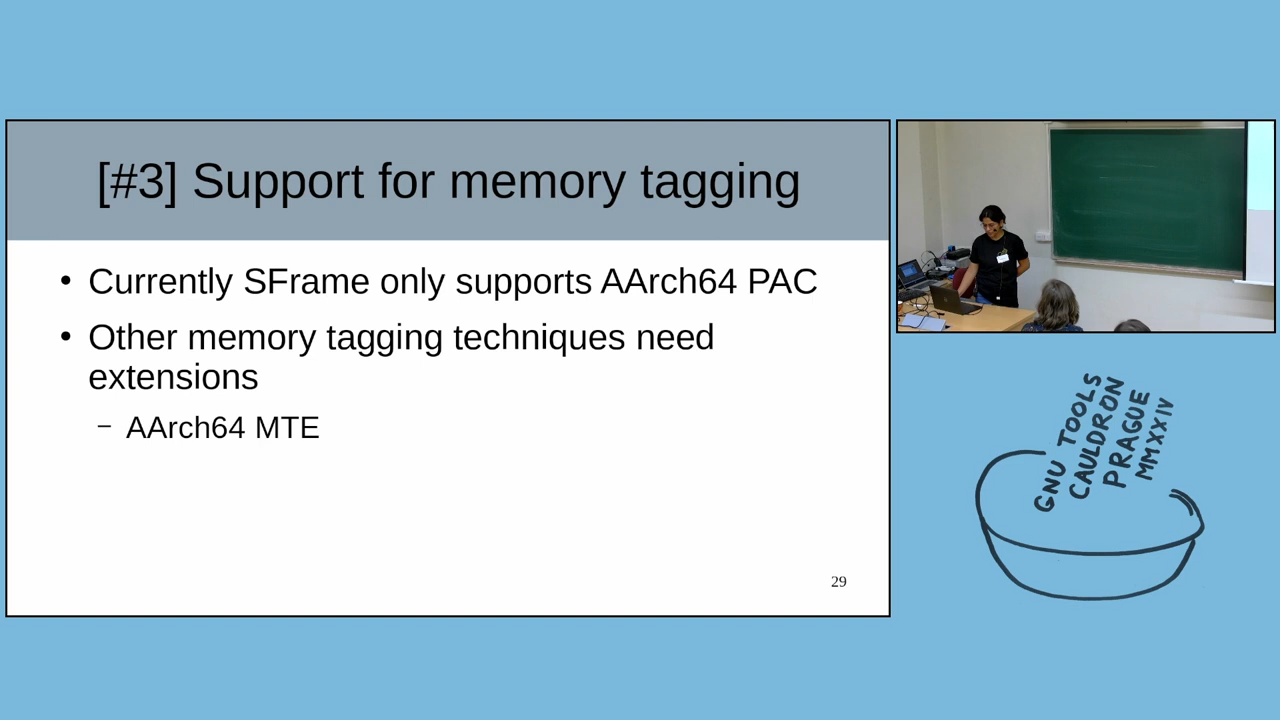 [#3] Support for memory tagging
• Currently SFrame only supports AArch64 PAC
• Other memory tagging techniques need
extensions
– AArch64 MTE
29
GNU TOOLS
CAULDRON
PRAGUE
MMXXIV